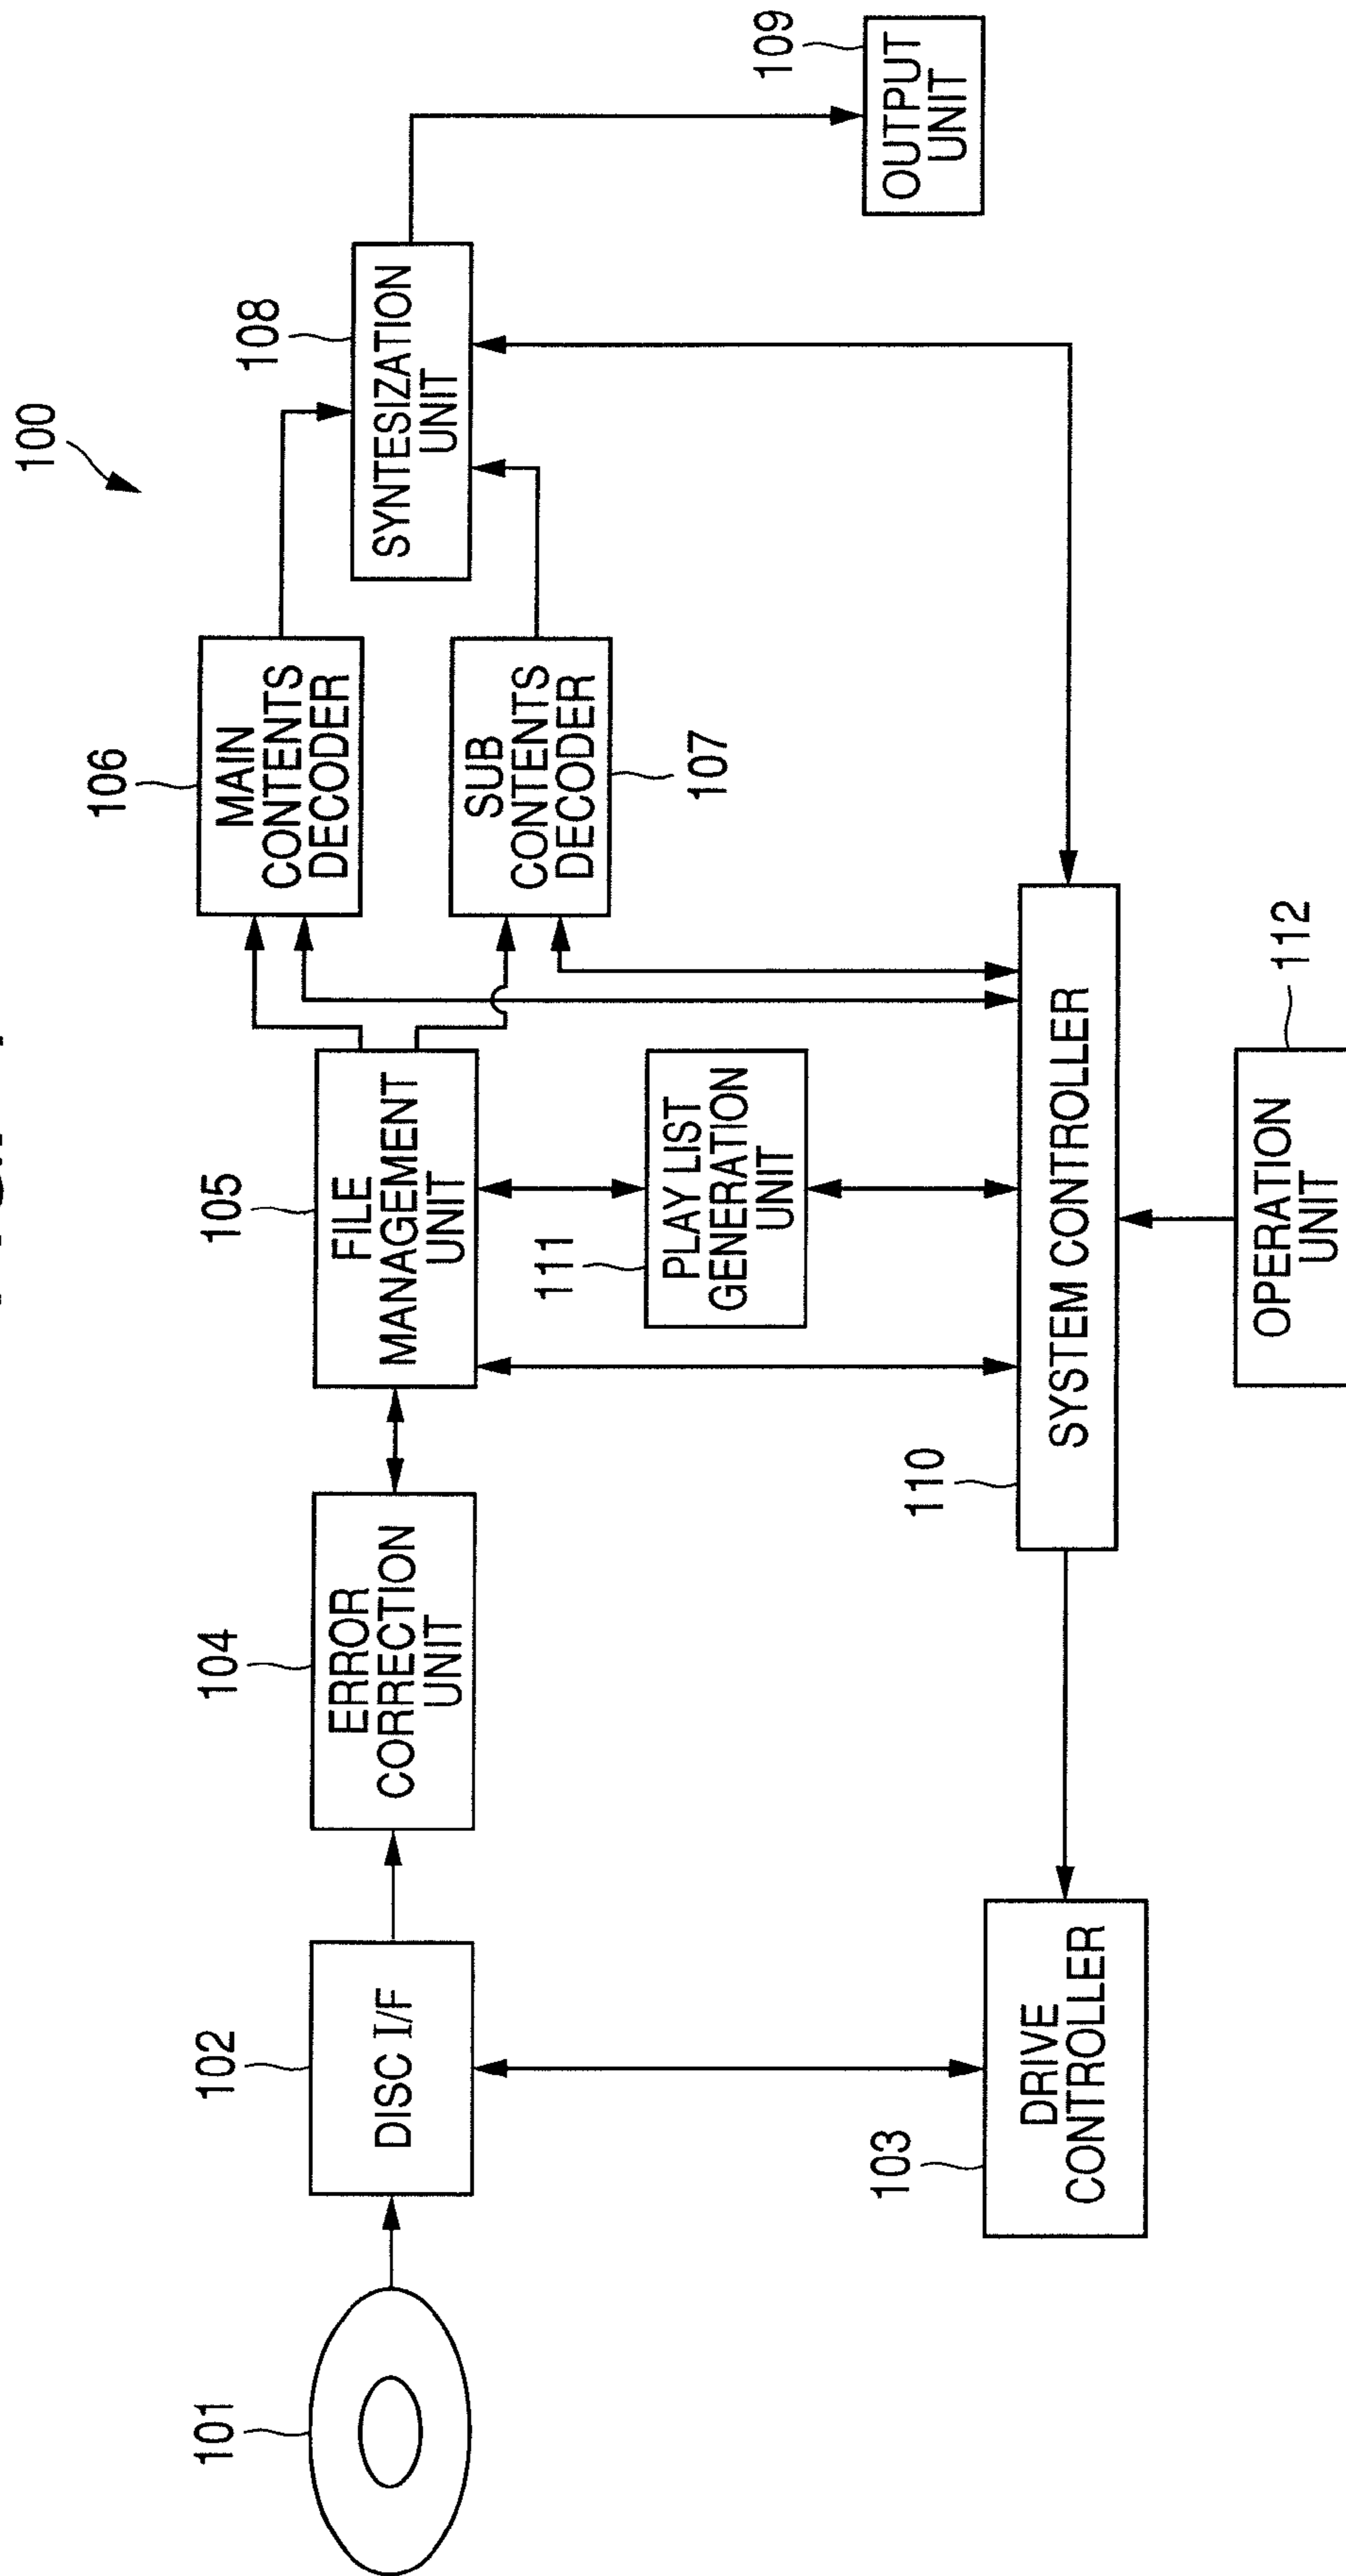 100
101
102
DISC I/F
104
ERROR
CORRECTION
UNIT
105
FILE
MANAGEMENT
UNIT
106
MAIN
CONTENTS
DECODER
SUB
CONTENTS
DECODER
107
108
SYNTESIZATION
UNIT
109
OUTPUT
UNIT
111
PLAY LIST
GENERATION
UNIT
103
DRIVE
CONTROLLER
110
SYSTEM CONTROLLER
OPERATION
UNIT
112